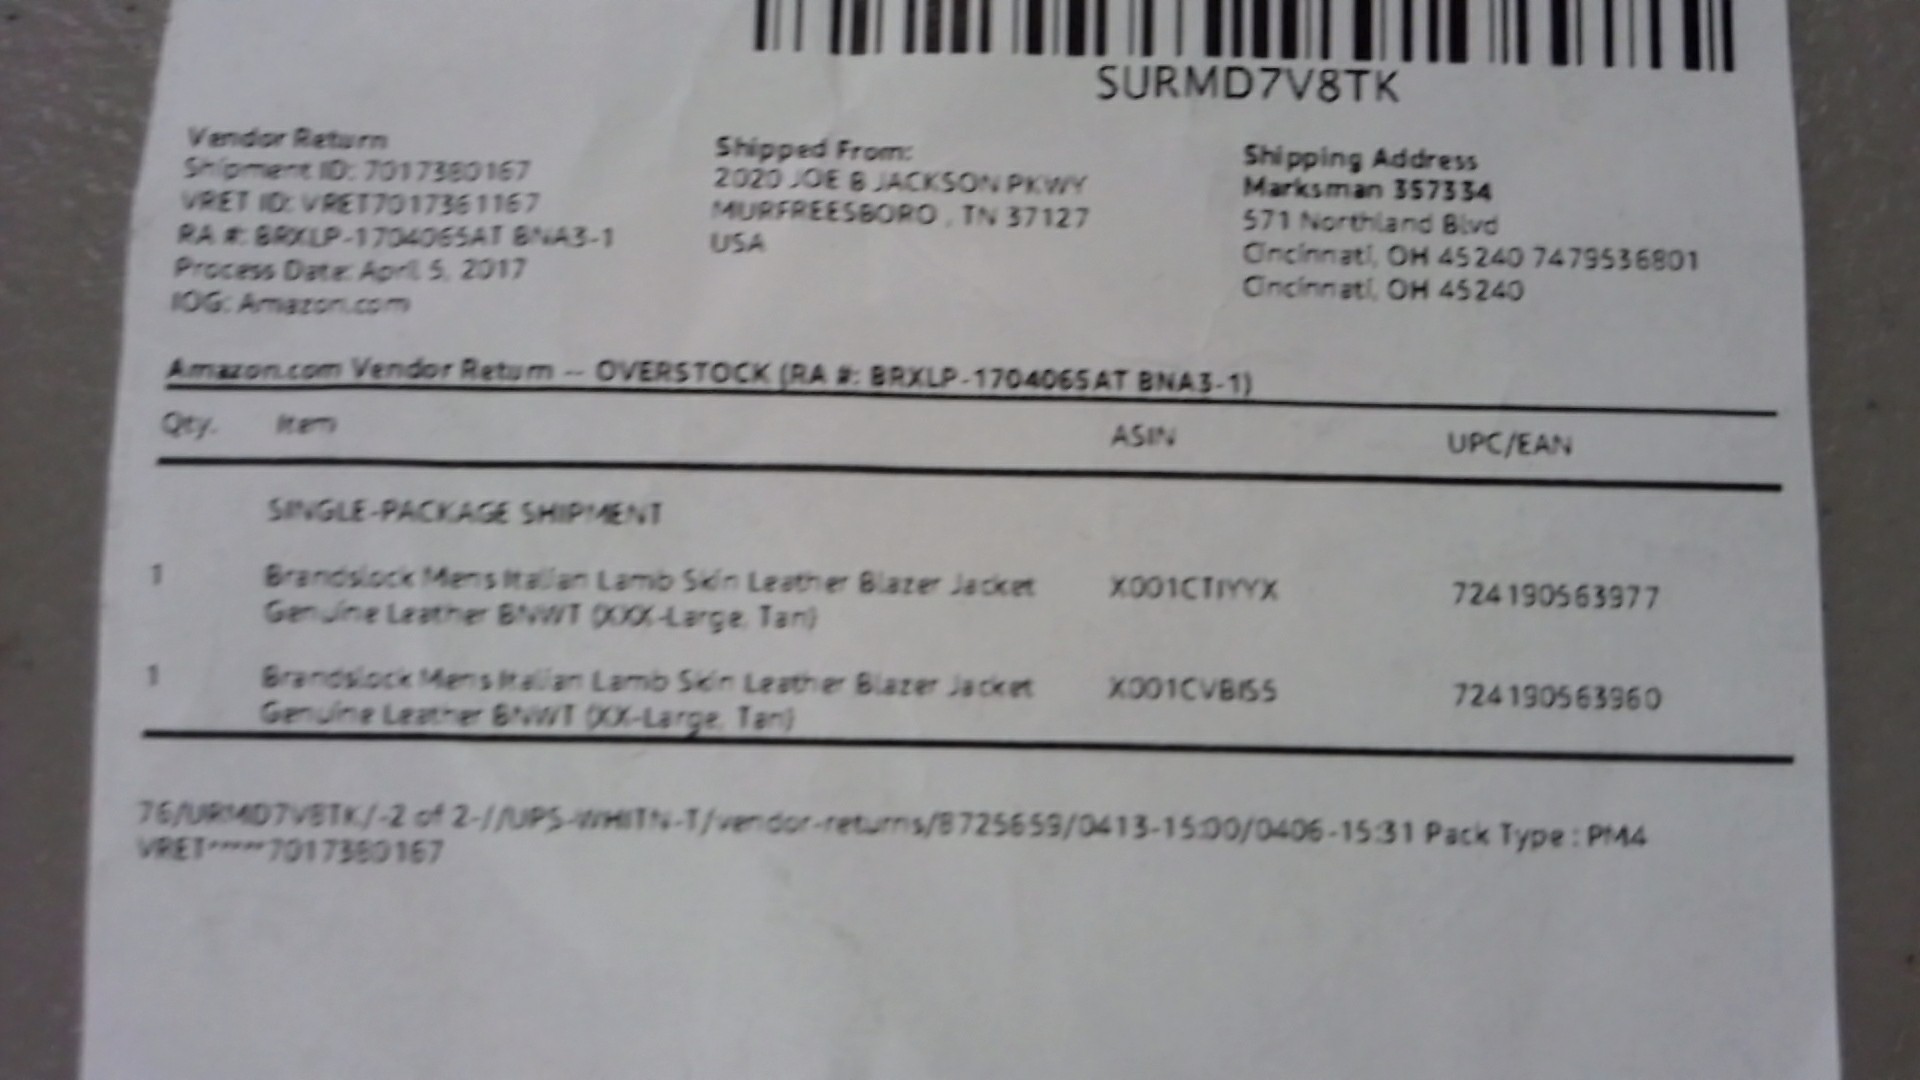 SURMD7V8TK
Vendor Return
Shipment ID: 7017380167
VRET ID: VRET7017361167
RA #: BRXLP-1704065AT BNA3-1
Process Date: April 5, 2017
IOG: Amazon.com
Shipped From:
2020 JOE B JACKSON PKWY
MURFREESBORO , TN 37127
USA
Shipping Address
Marksman 357334
571 Northland Blvd
Cincinnati, OH 45240 7479536801
Cincinnati, OH 45240
Amazon.com Vendor Return -- OVERSTOCK (RA #: BRXLP-1704065AT BNA3-1)
Qty. Item ASIN UPC/EAN
SINGLE-PACKAGE SHIPMENT
1 Brandslock Mens Italian Lamb Skin Leather Blazer Jacket X001CTIYYX 724190563977
Genuine Leather BNWT (XXX-Large, Tan)
1 Brandslock Mens Italian Lamb Skin Leather Blazer Jacket X001CVBIS5 724190563960
Genuine Leather BNWT (XX-Large, Tan)
76/URMD7V8TK/-2 of 2-//UPS-WHITN-T/vendor-returns/8725659/0413-15:00/0406-15:31 Pack Type : PM4
VRET*****7017380167